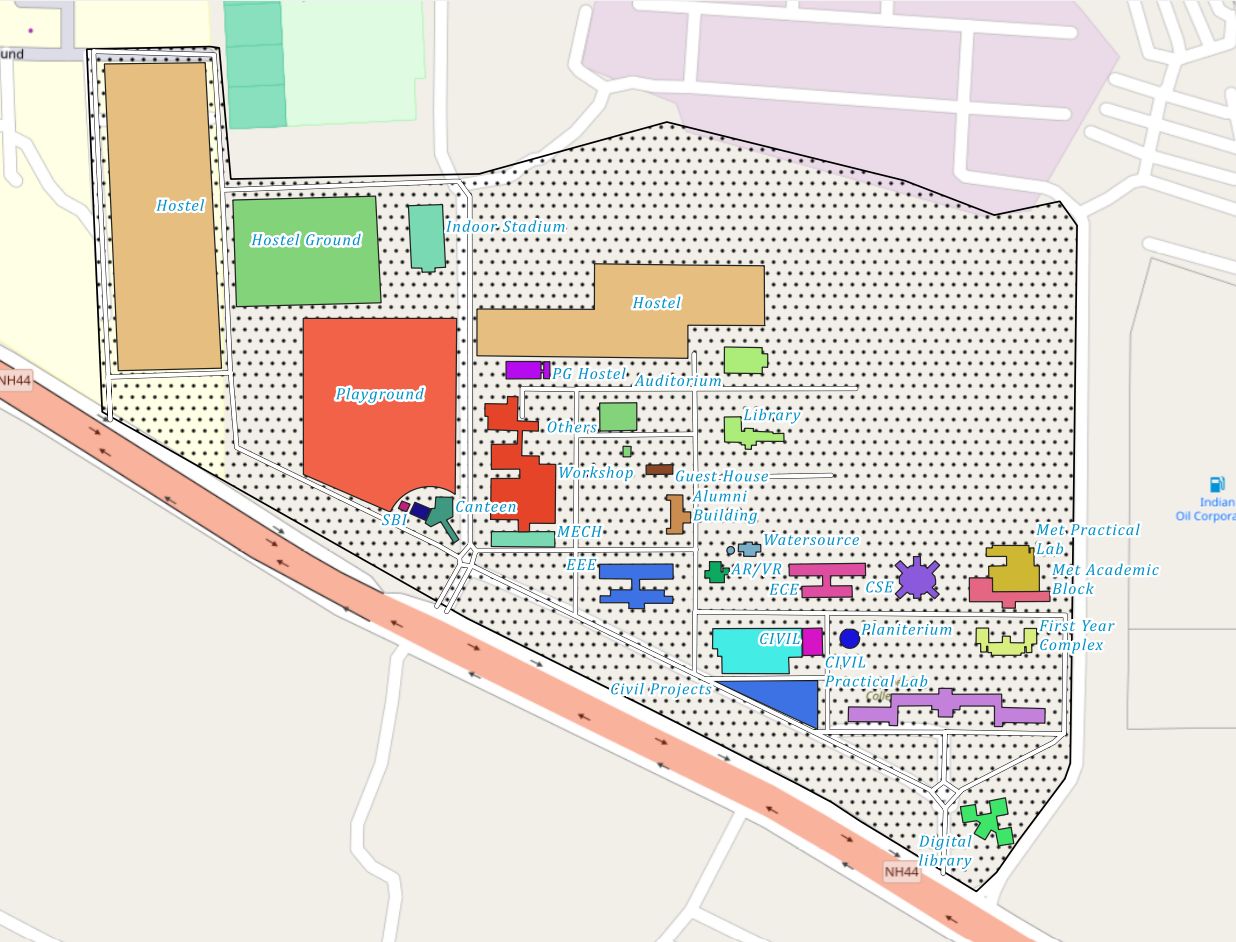 und
Hostel
Indoor Stadium
Hostel Ground
Hostel
PG Hostel
Auditorium
NH44
Playground
Library
Others
Workshop
Guest House
Indian
Oil Corpora
Alumni
Building
Canteen
SBI
MECH
Met Practical
Lab
Watersource
EEE
AR/VR
Met Academic
Block
ECE
CSE
First Year
Complex
CIVIL
Planiterium
CIVIL
Practical Lab
Civil Projects
Colle
Digital
library
NH44